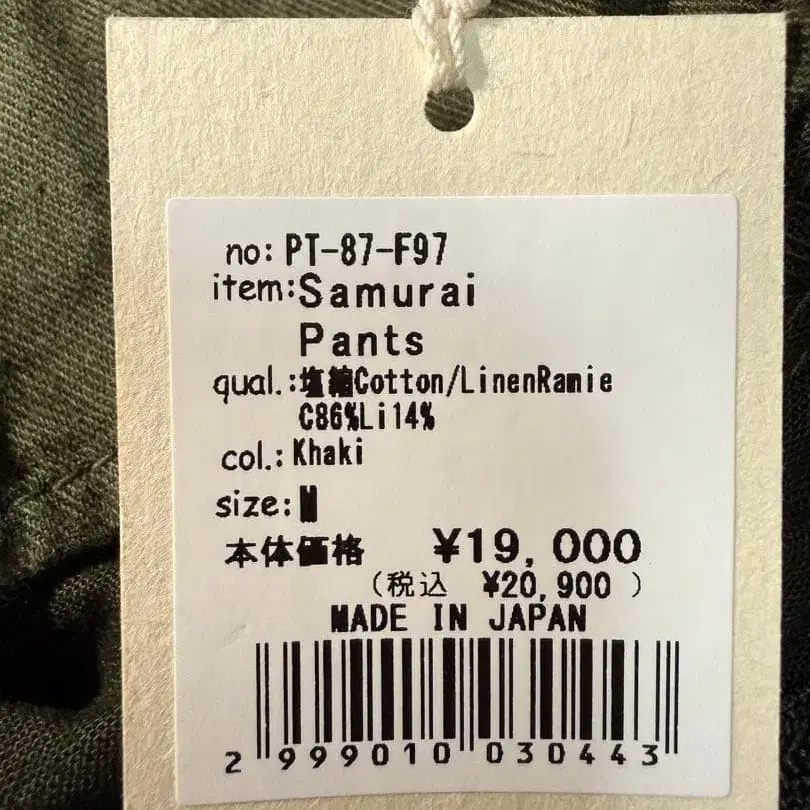 no: PT-87-F97
item:Samurai
Pants
qual.:塩縮Cotton/LinenRamie
C86%Li14%
col.: Khaki
size: M
本体価格 ¥19,000
(税込 ¥20,900 )
MADE IN JAPAN
2 999010 030443